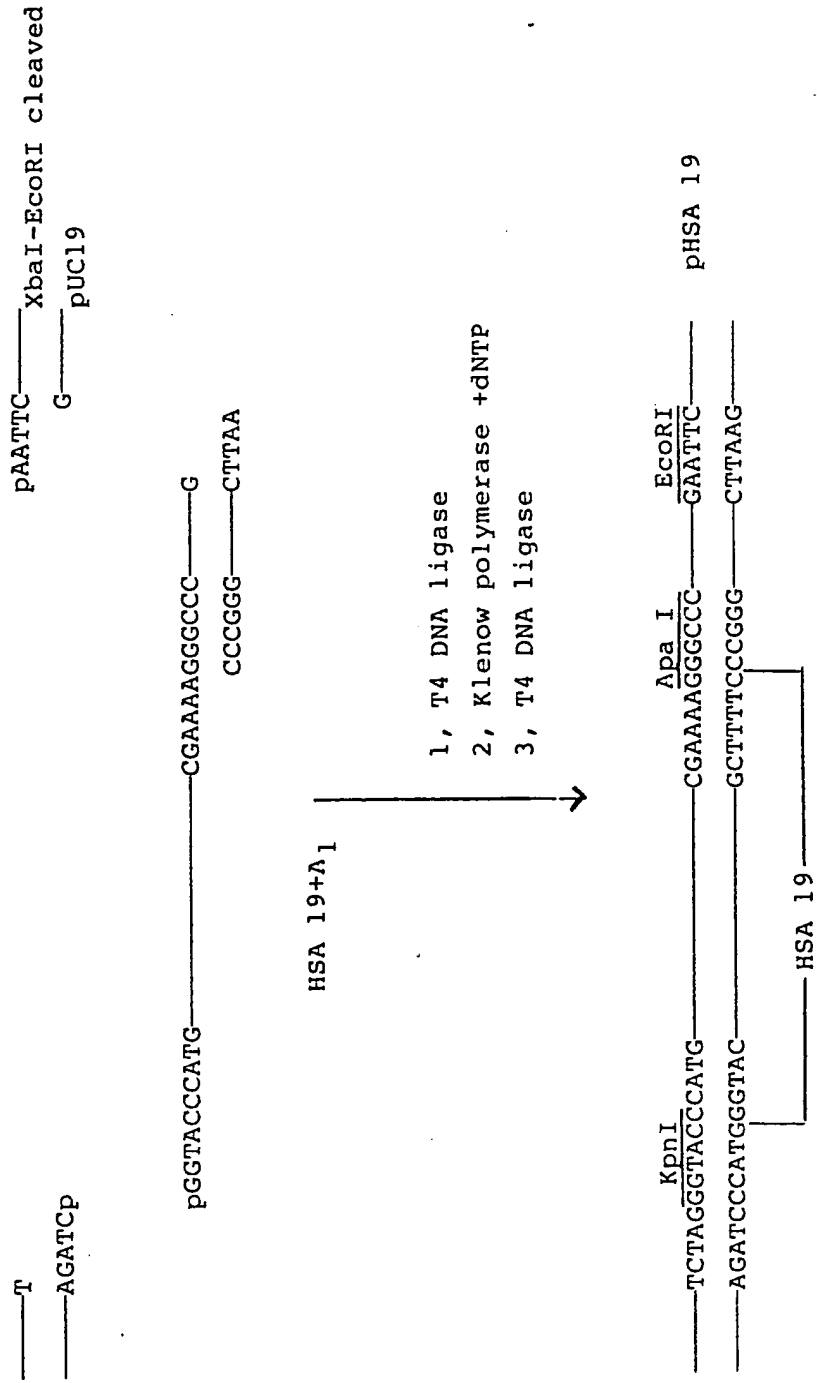 T pAATTC XbaI-EcoRI cleaved
AGATCp G pUC19
pGGTACCCATG CGAAAAGGGCCC G
CCCGGG CTTAA
HSA 19+A1
1, T4 DNA ligase
2, Klenow polymerase +dNTP
3, T4 DNA ligase
KpnI Apa I EcoRI
TCTAGGGTACCCATG CGAAAAGGGCCC GAATTC pHSA 19
AGATCCCATGGGTAC GCTTTTCCCGGG CTTAAG
HSA 19